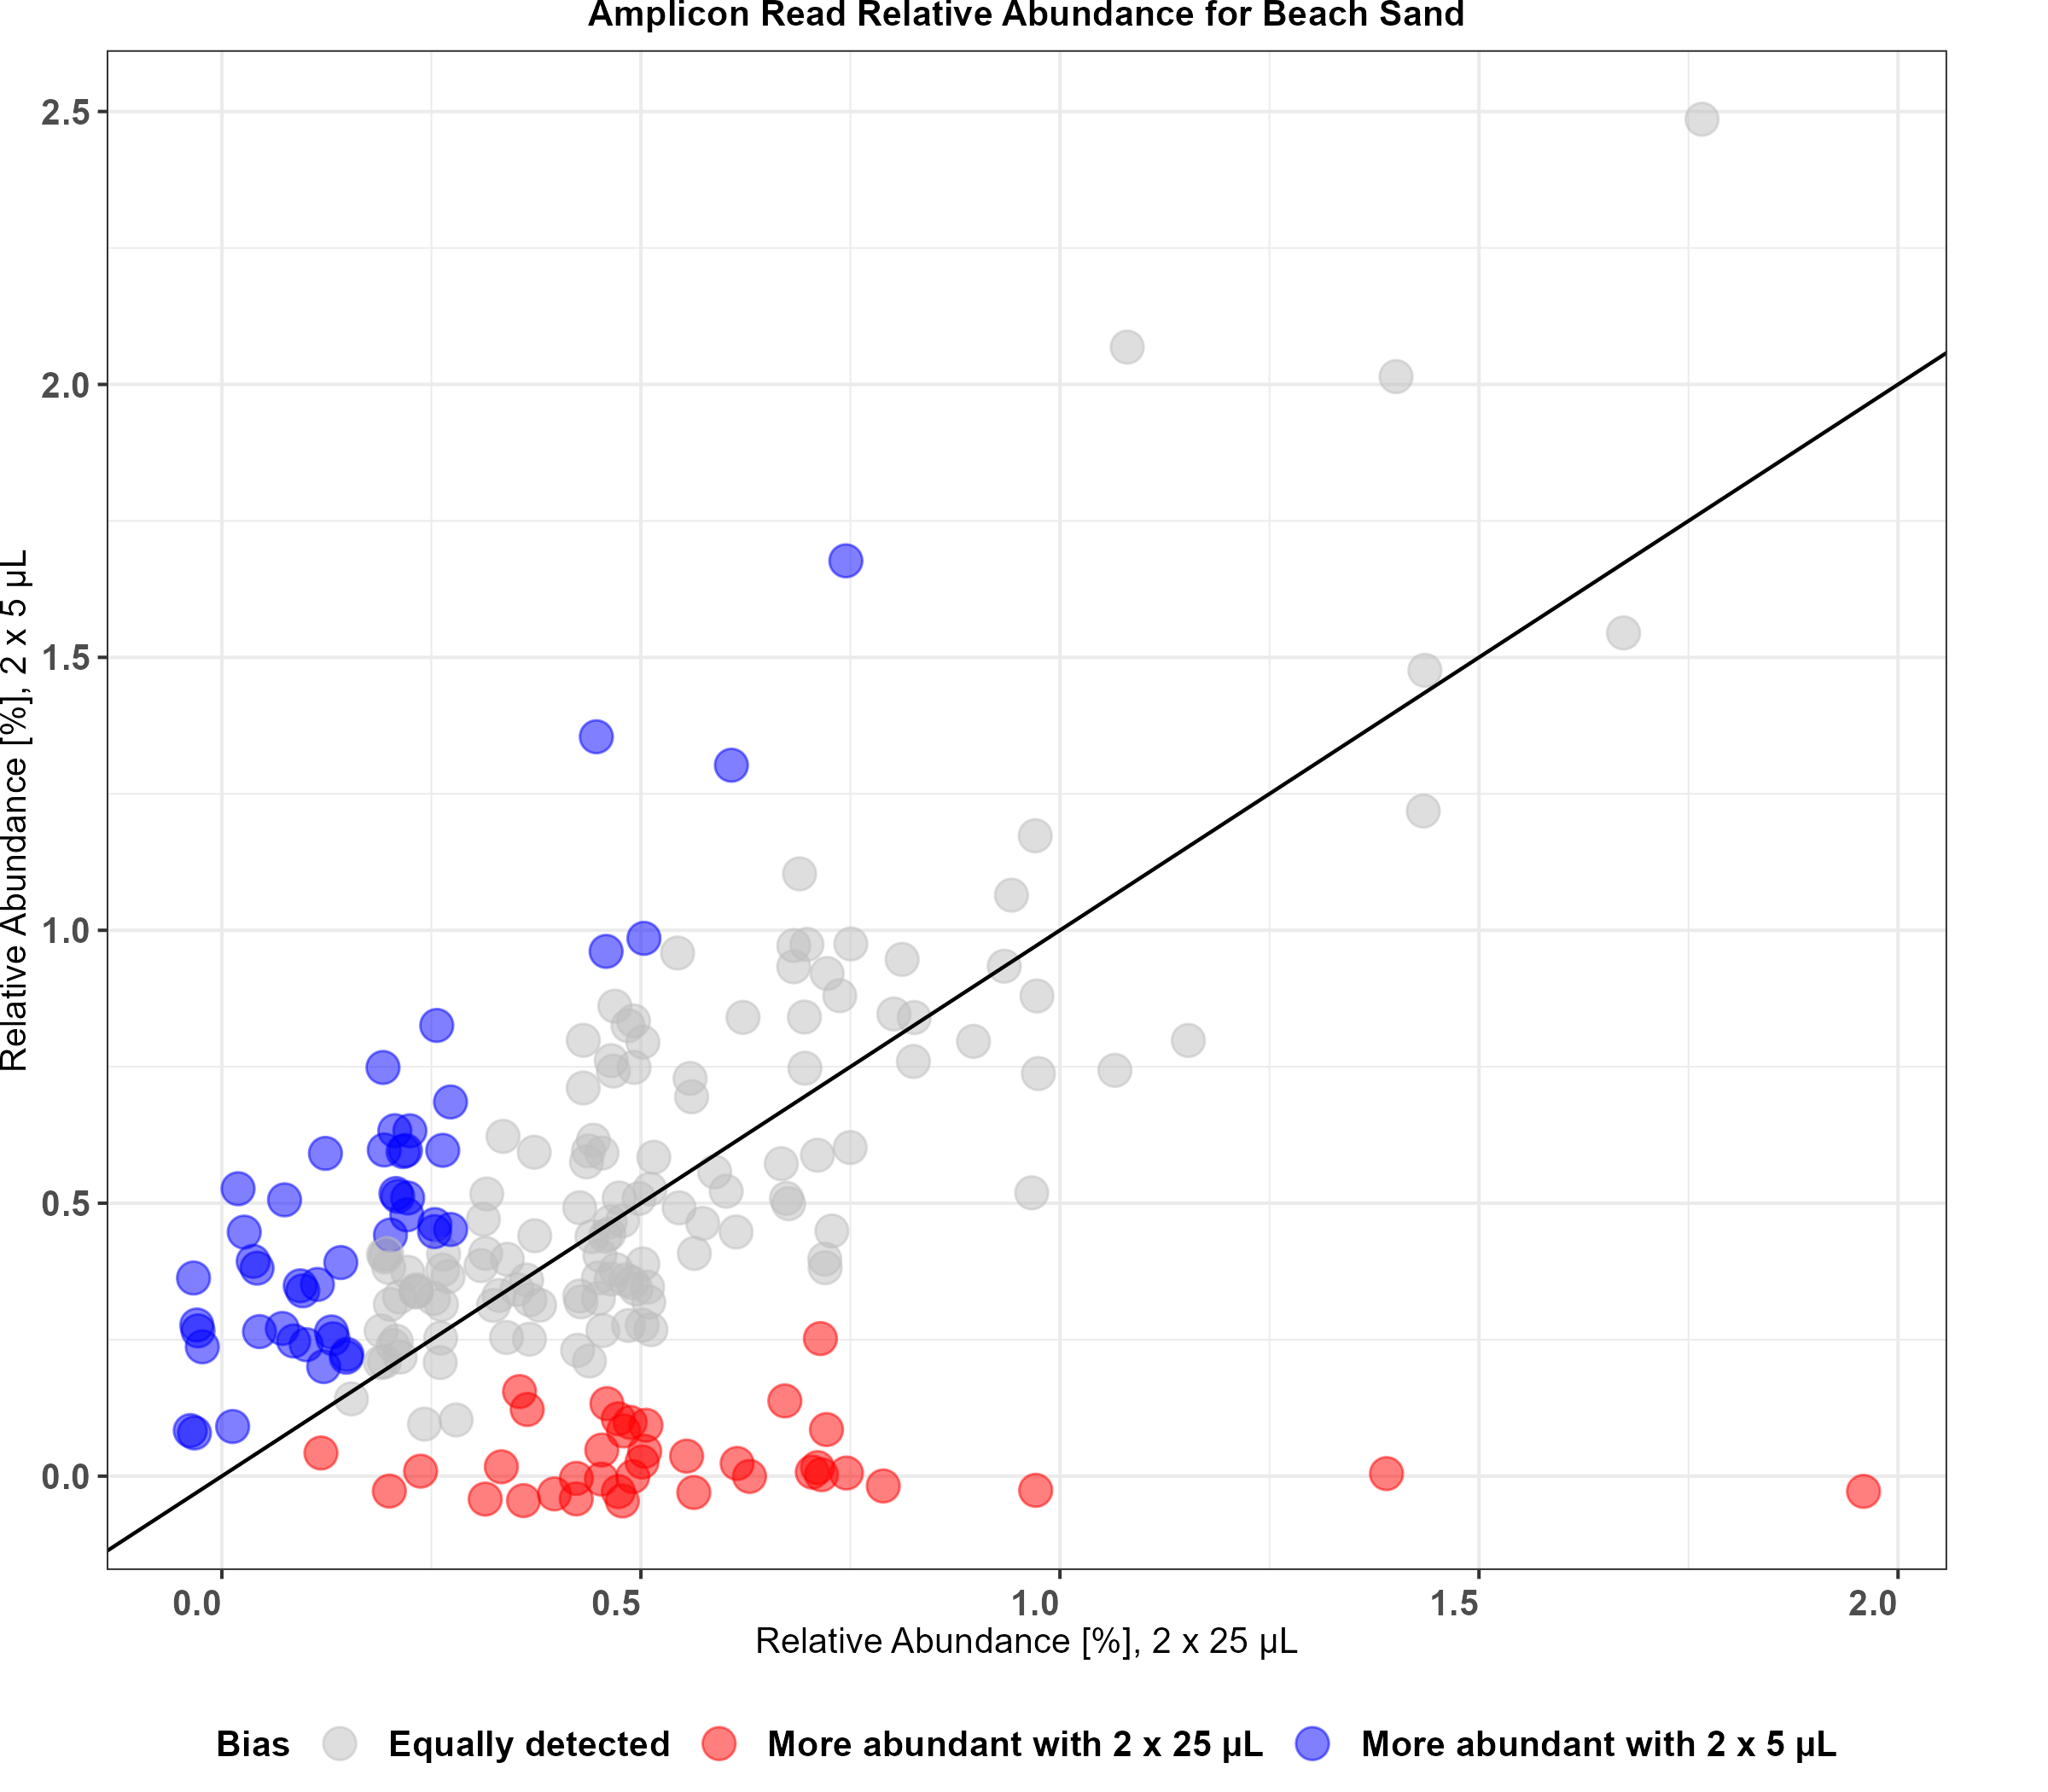 Amplicon Read Relative Abundance for Beach Sand
Relative Abundance [%], 2 x 5 µL
2.5
2.0
1.5
1.0
0.5
0.0
0.0 0.5 1.0 1.5 2.0
Relative Abundance [%], 2 x 25 µL
Bias Equally detected More abundant with 2 x 25 µL More abundant with 2 x 5 µL